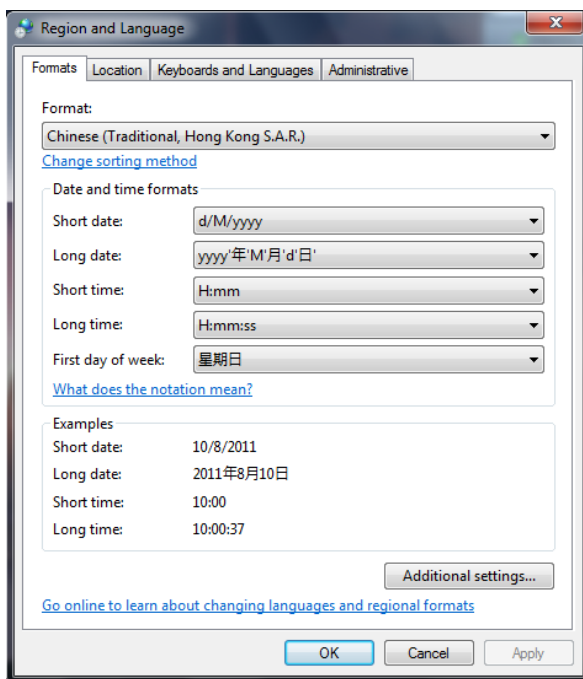 Region and Language
Formats Location Keyboards and Languages Administrative
Format:
Chinese (Traditional, Hong Kong S.A.R.)
Change sorting method
Date and time formats
Short date: d/M/yyyy
Long date: yyyy'年'M'月'd'日'
Short time: H:mm
Long time: H:mm:ss
First day of week: 星期日
What does the notation mean?
Examples
Short date: 10/8/2011
Long date: 2011年8月10日
Short time: 10:00
Long time: 10:00:37
Additional settings...
Go online to learn about changing languages and regional formats
OK Cancel Apply